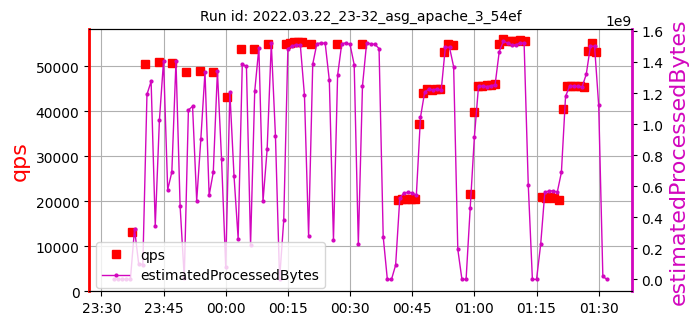 Run id: 2022.03.22_23-32_asg_apache_3_54ef
1e9
qps
50000
40000
30000
20000
10000
0
1.6
1.4
1.2
1.0
0.8
0.6
0.4
0.2
0.0
estimatedProcessedBytes
qps
estimatedProcessedBytes
23:30 23:45 00:00 00:15 00:30 00:45 01:00 01:15 01:30